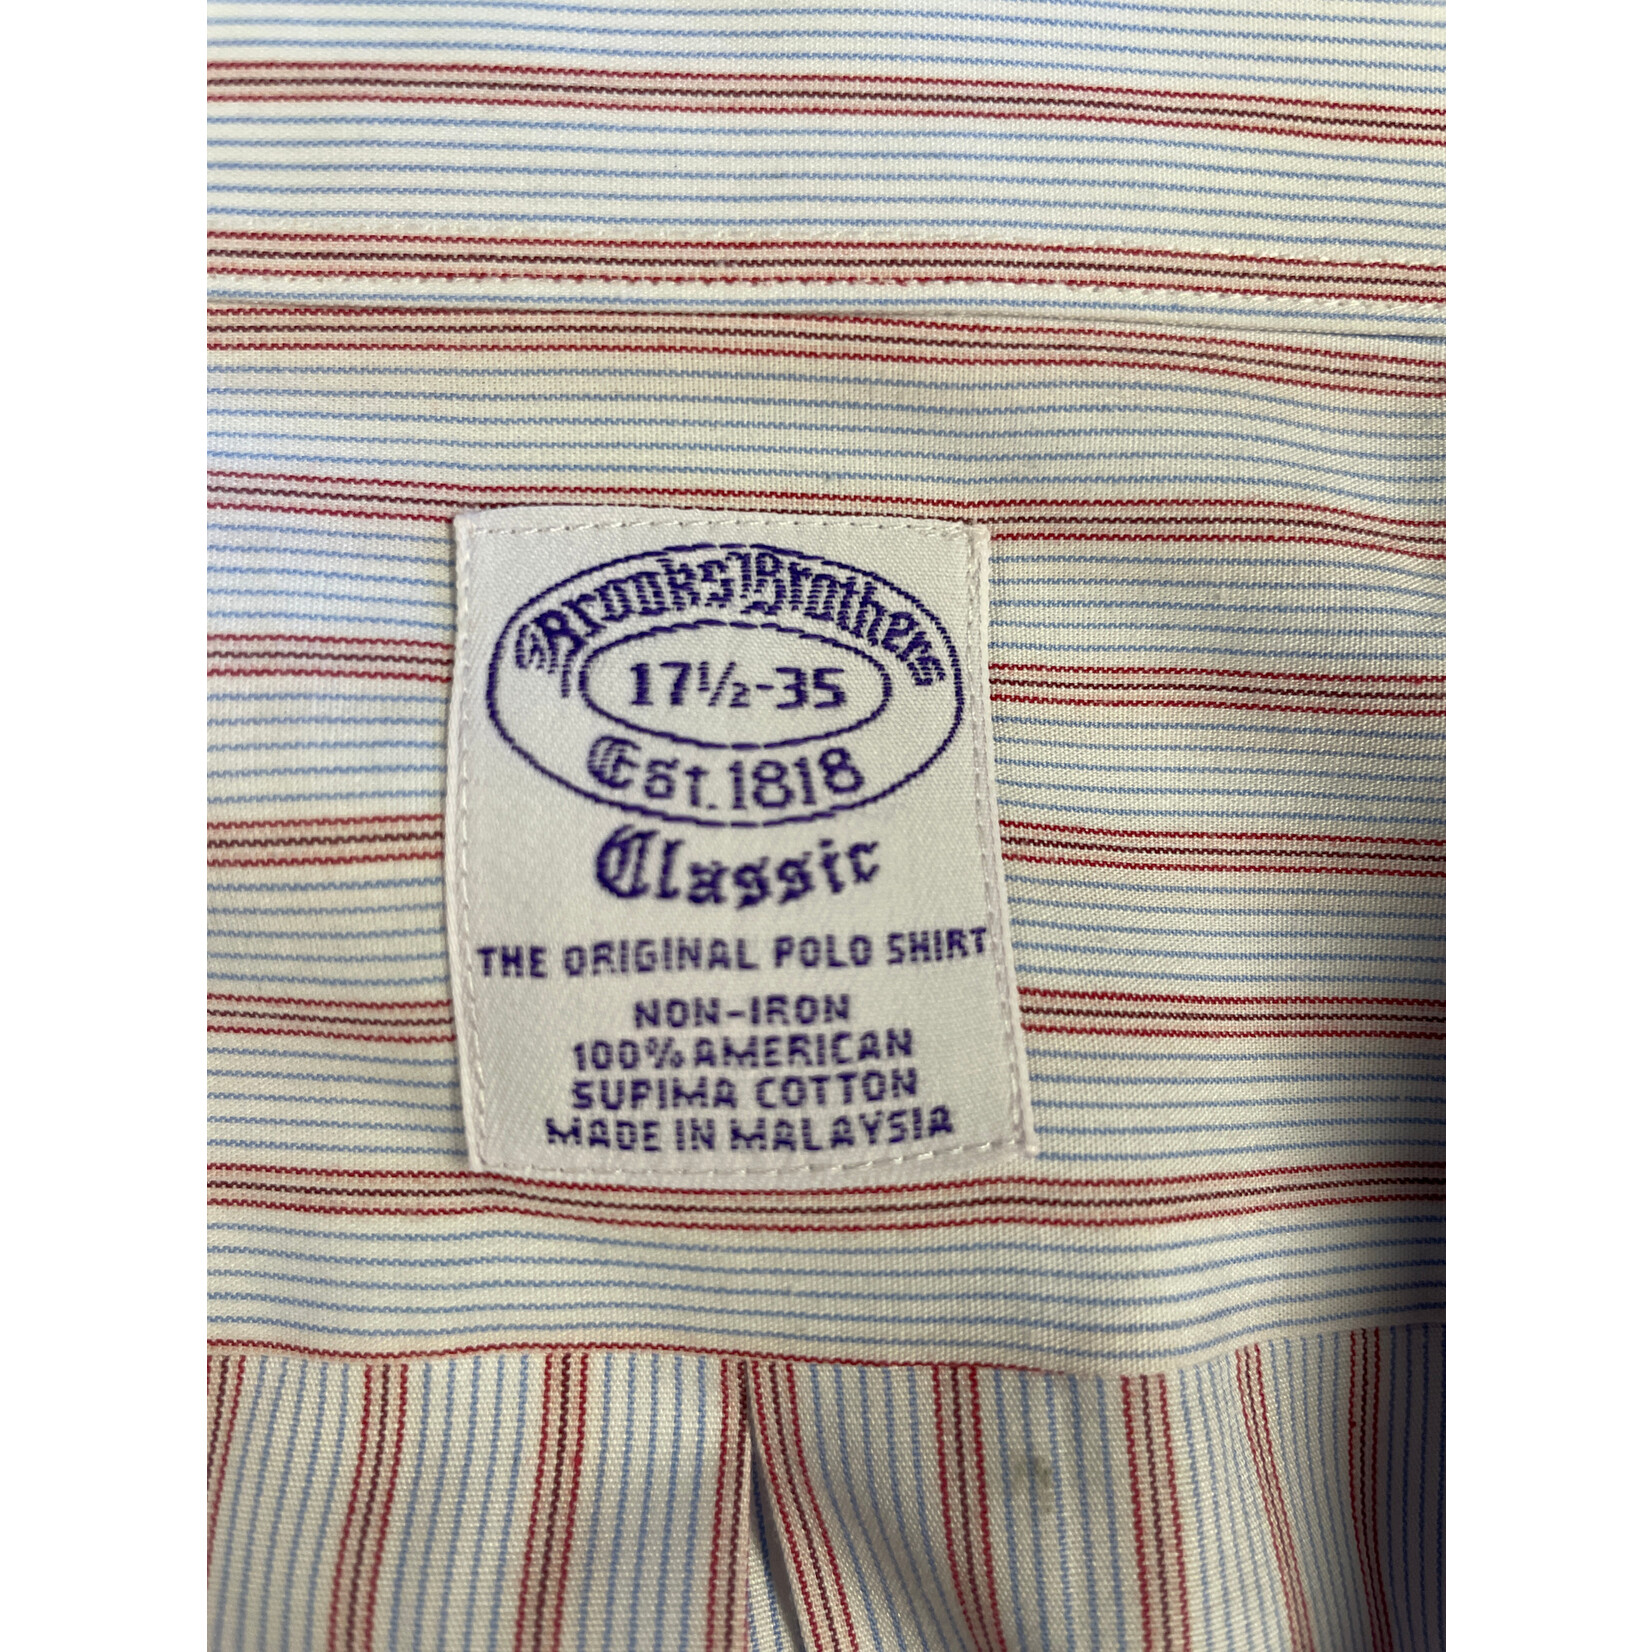 Brooks Brothers
17½-35
Est. 1818
Classic
THE ORIGINAL POLO SHIRT
NON-IRON
100% AMERICAN
SUPIMA COTTON
MADE IN MALAYSIA